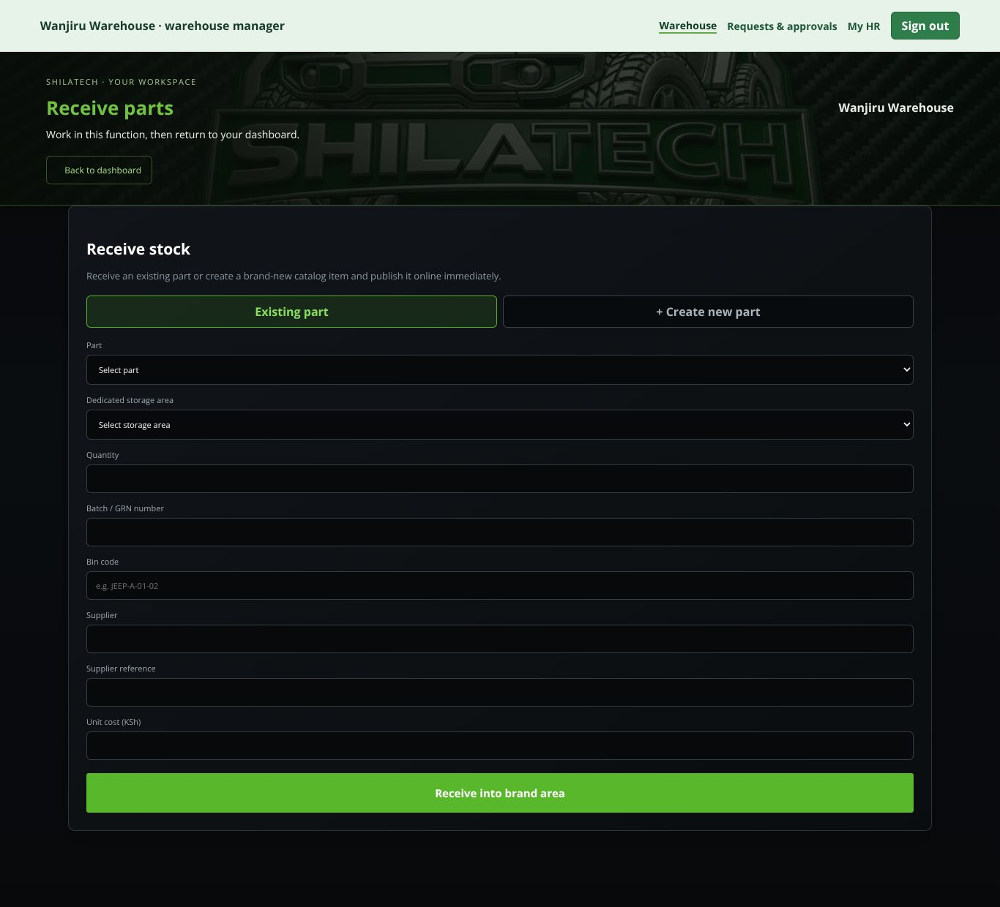 Wanjiru Warehouse · warehouse manager
Warehouse
Requests & approvals
My HR
Sign out
SHILATECH
SHILATECH · YOUR WORKSPACE
Receive parts
Work in this function, then return to your dashboard.
Back to dashboard
Wanjiru Warehouse
Receive stock
Receive an existing part or create a brand-new catalog item and publish it online immediately.
Existing part
+ Create new part
Part
Select part
Dedicated storage area
Select storage area
Quantity
Batch / GRN number
Bin code
e.g. JEEP-A-01-02
Supplier
Supplier reference
Unit cost (KSh)
Receive into brand area